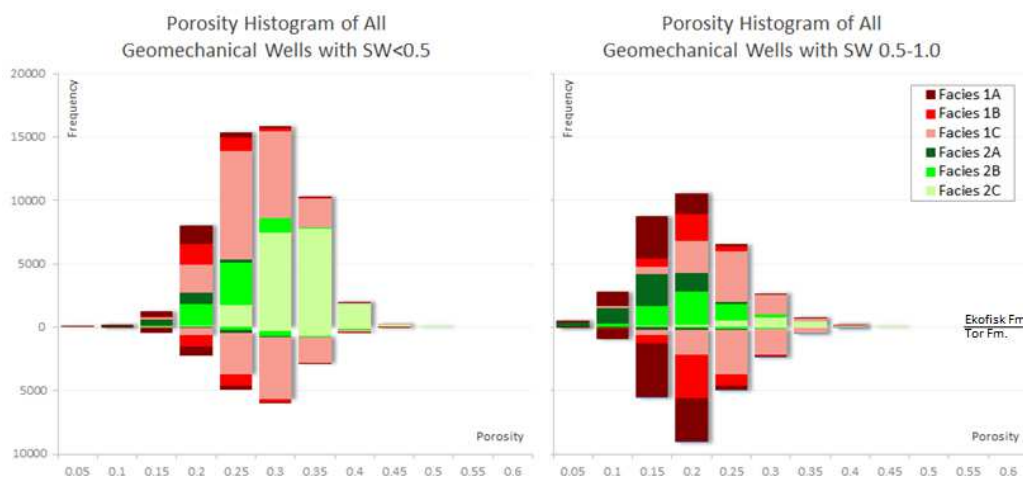 Porosity Histogram of All
Geomechanical Wells with SW<0.5
Porosity Histogram of All
Geomechanical Wells with SW 0.5-1.0
20000
15000
10000
5000
0
5000
10000
Frequency
Frequency
Facies 1A
Facies 1B
Facies 1C
Facies 2A
Facies 2B
Facies 2C
Ekofisk Fm
Tor Fm.
Porosity
Porosity
0.05 0.1 0.15 0.2 0.25 0.3 0.35 0.4 0.45 0.5 0.55 0.6
0.05 0.1 0.15 0.2 0.25 0.3 0.35 0.4 0.45 0.5 0.55 0.6